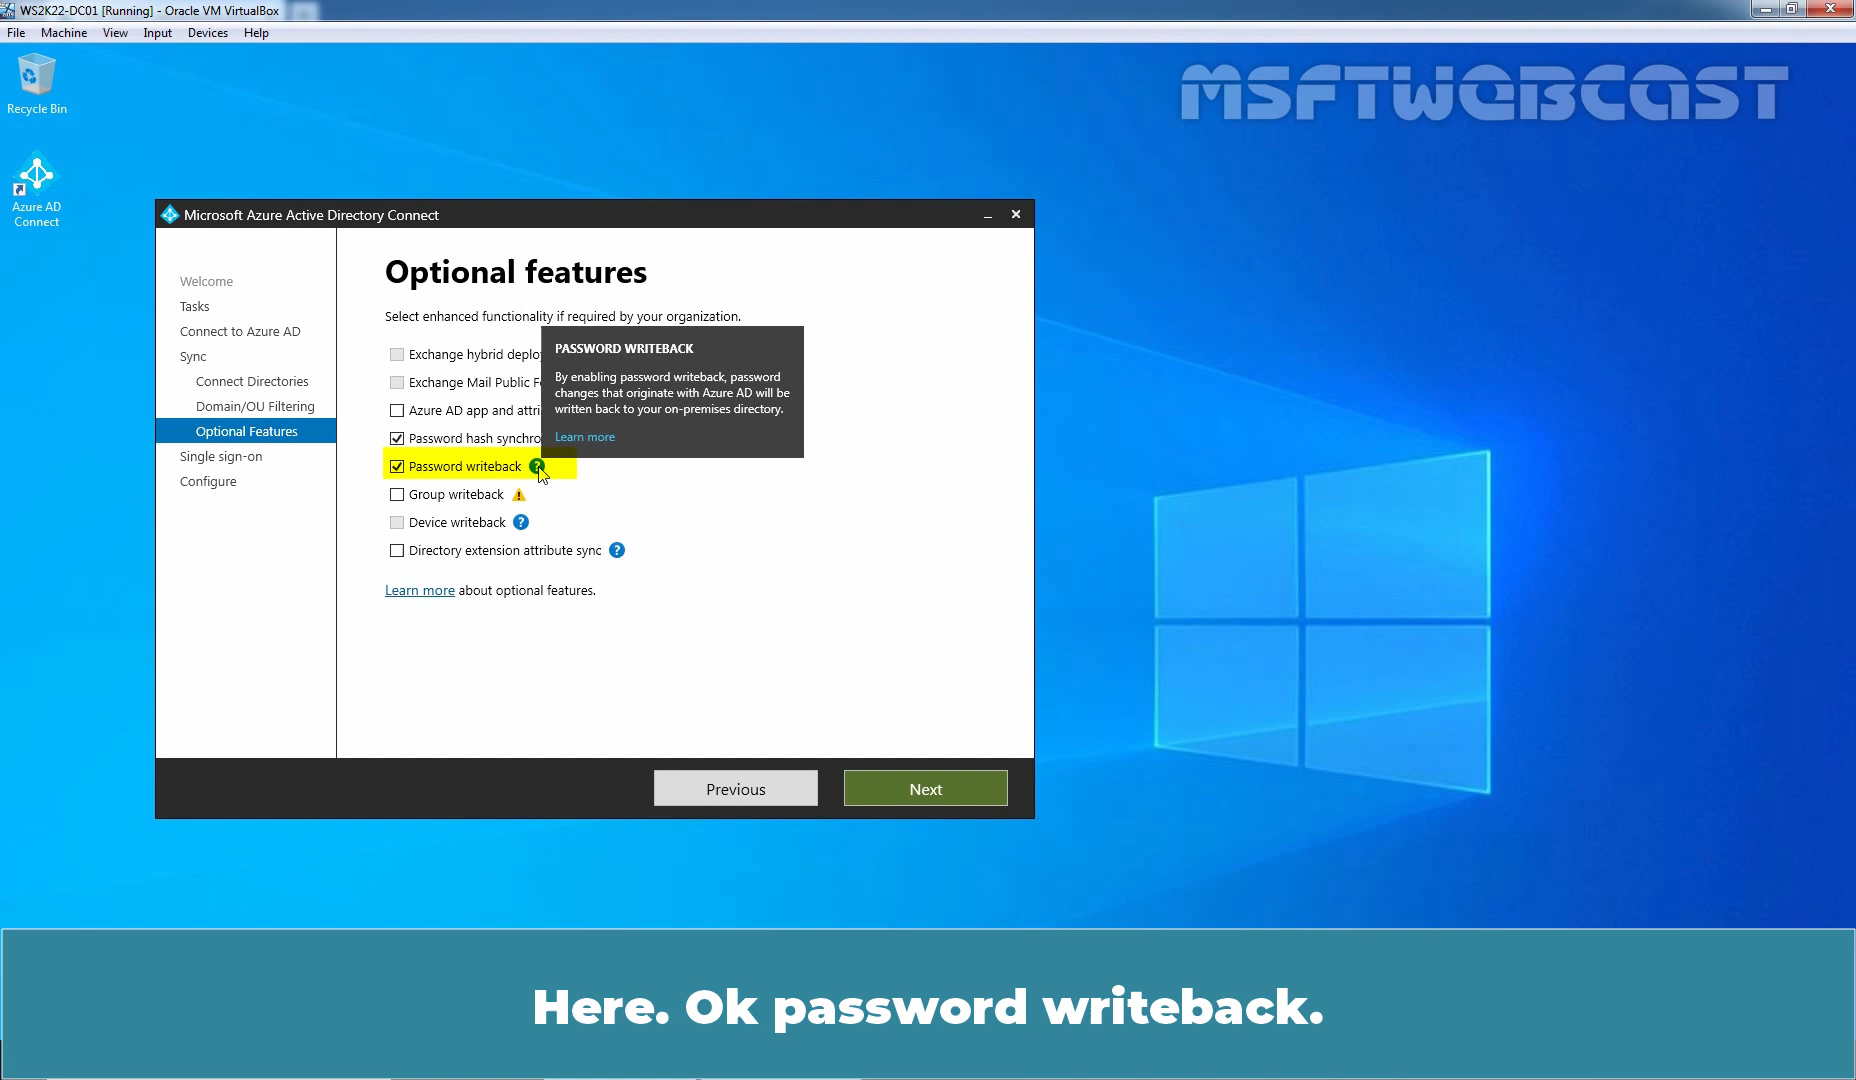 WS2K22-DC01 [Running] - Oracle VM VirtualBox
File Machine View Input Devices Help
Recycle Bin
MSFTWEBCAST
Azure AD
Connect
Microsoft Azure Active Directory Connect
Welcome
Tasks
Connect to Azure AD
Sync
Connect Directories
Domain/OU Filtering
Optional Features
Single sign-on
Configure
Optional features
Select enhanced functionality if required by your organization.
Exchange hybrid deplo
Exchange Mail Public F
Azure AD app and attri
Password hash synchro
Password writeback ?
Group writeback !
Device writeback ?
Directory extension attribute sync ?
PASSWORD WRITEBACK
By enabling password writeback, password
changes that originate with Azure AD will be
written back to your on-premises directory.
Learn more
Learn more about optional features.
Previous
Next
Here. Ok password writeback.